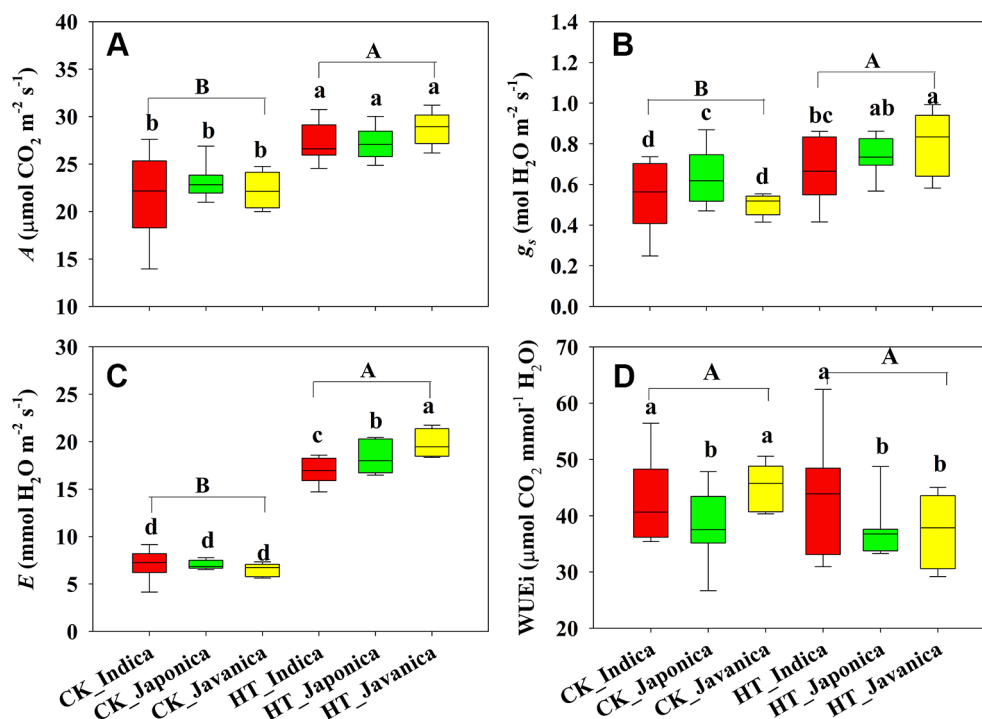 A
A (μmol CO2 m-2 s-1)
40
35
30
25
20
15
10
b
b
b
B
a
a
a
A
B
gs (mol H2O m-2 s-1)
1.4
1.2
1.0
0.8
0.6
0.4
0.2
0.0
d
c
d
B
bc
ab
a
A
C
E (mmol H2O m-2 s-1)
30
25
20
15
10
5
0
d
d
d
B
c
b
a
A
CK_Indica
CK_Japonica
CK_Javanica
HT_Indica
HT_Japonica
HT_Javanica
D
WUEi (μmol CO2 mmol-1 H2O)
70
60
50
40
30
20
a
b
a
A
a
b
b
A
CK_Indica
CK_Japonica
CK_Javanica
HT_Indica
HT_Japonica
HT_Javanica